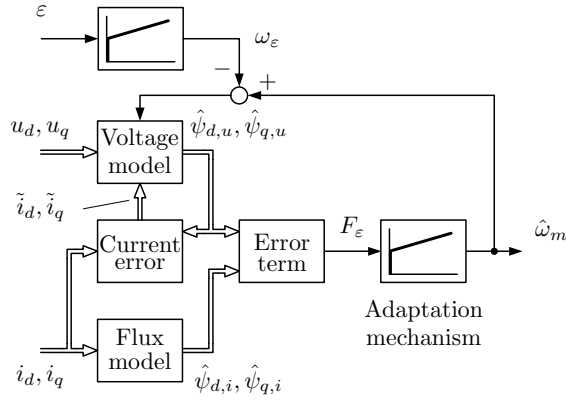 ε
ω_ε
−
+
u_d, u_q
Voltage
model
ψ̂_{d,u}, ψ̂_{q,u}
ĩ_d, ĩ_q
Current
error
Error
term
F_ε
ω̂_m
Adaptation
mechanism
Flux
model
i_d, i_q
ψ̂_{d,i}, ψ̂_{q,i}